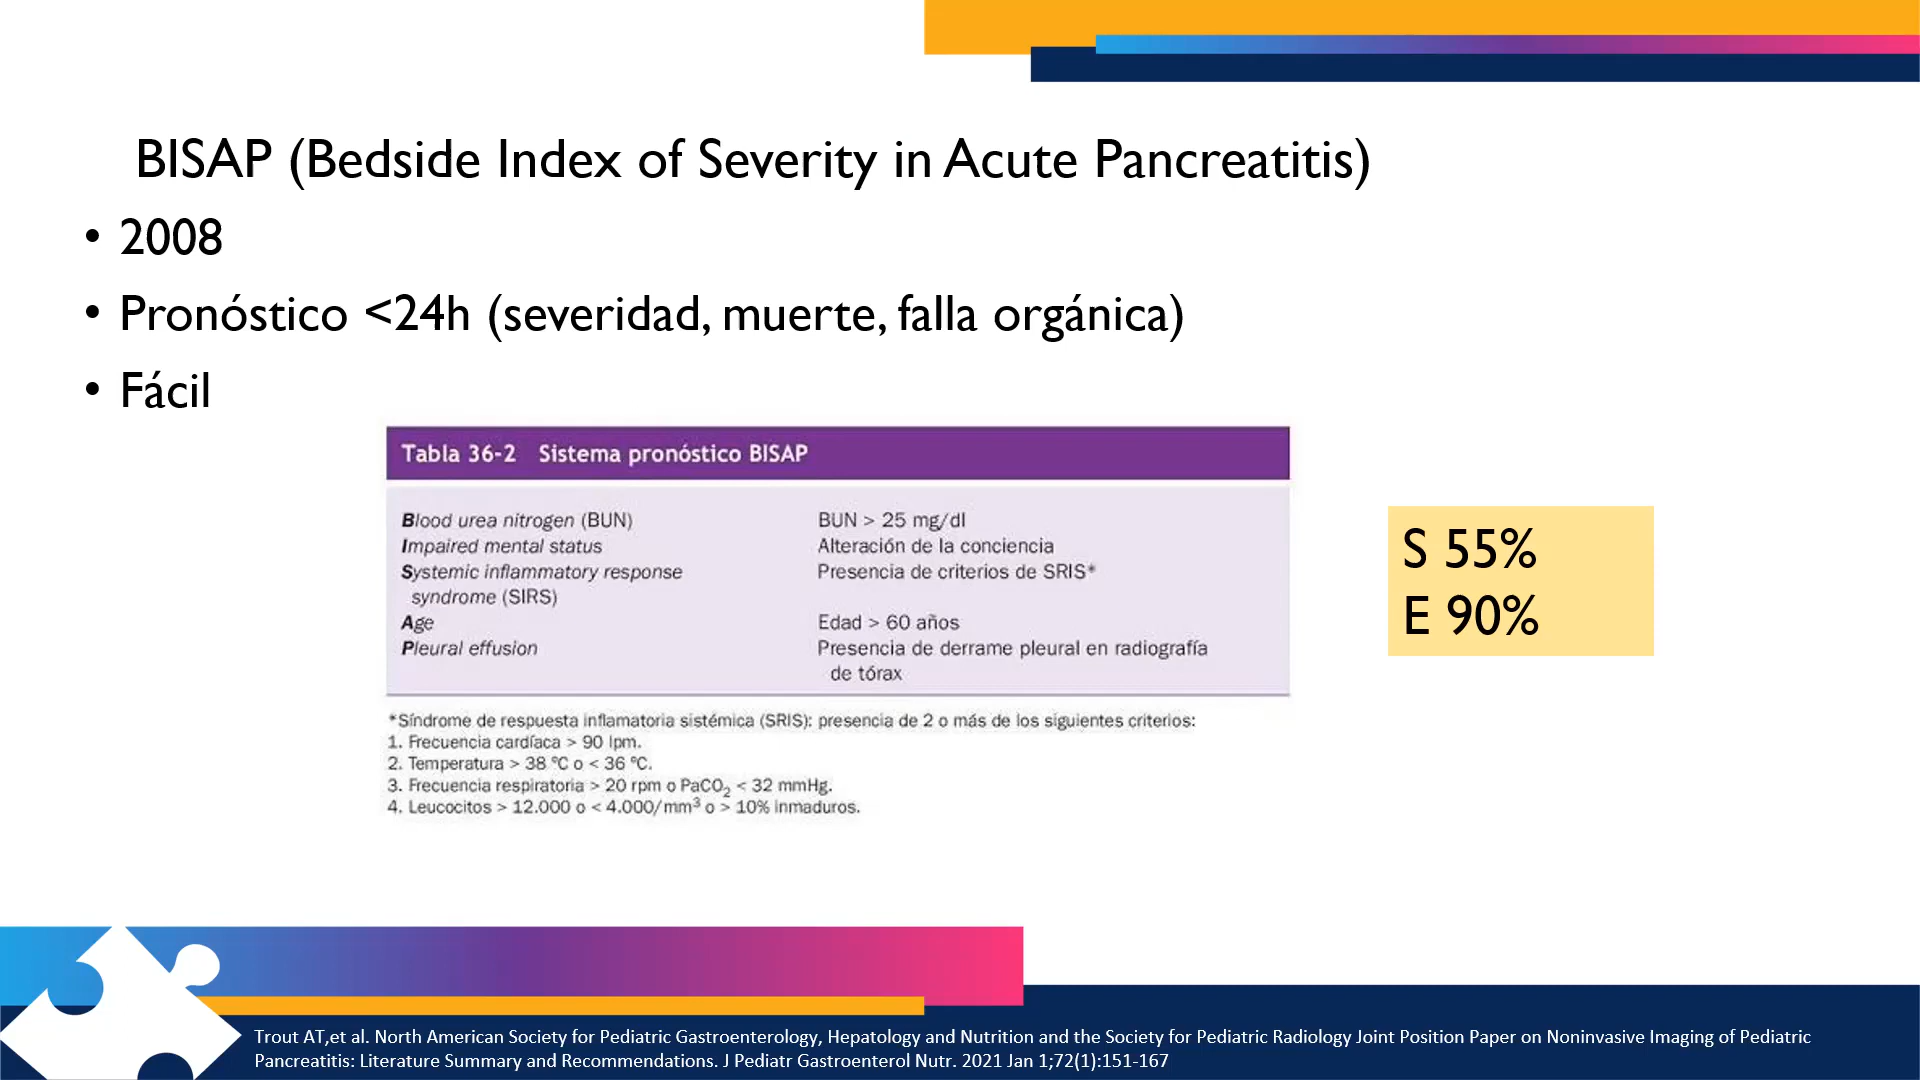 BISAP (Bedside Index of Severity in Acute Pancreatitis)
• 2008
• Pronóstico <24h (severidad, muerte, falla orgánica)
• Fácil
Tabla 36-2 Sistema pronóstico BISAP
Blood urea nitrogen (BUN) BUN > 25 mg/dl
Impaired mental status Alteración de la conciencia
Systemic inflammatory response Presencia de criterios de SRIS*
syndrome (SIRS)
Age Edad > 60 años
Pleural effusion Presencia de derrame pleural en radiografía
de tórax
*Síndrome de respuesta inflamatoria sistémica (SRIS): presencia de 2 o más de los siguientes criterios:
1. Frecuencia cardíaca > 90 lpm.
2. Temperatura > 38 ºC o < 36 ºC.
3. Frecuencia respiratoria > 20 rpm o PaCO₂ < 32 mmHg.
4. Leucocitos > 12.000 o < 4.000/mm³ o > 10% inmaduros.
S 55%
E 90%
Trout AT,et al. North American Society for Pediatric Gastroenterology, Hepatology and Nutrition and the Society for Pediatric Radiology Joint Position Paper on Noninvasive Imaging of Pediatric
Pancreatitis: Literature Summary and Recommendations. J Pediatr Gastroenterol Nutr. 2021 Jan 1;72(1):151-167